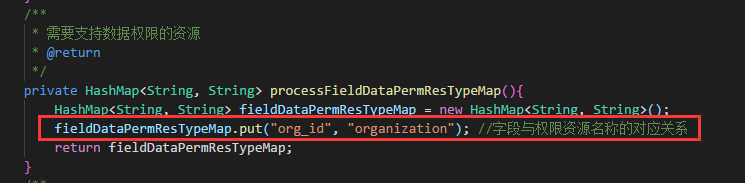 /**
* 需要支持数据权限的资源
* @return
*/
private HashMap<String, String> processFieldDataPermResTypeMap(){
HashMap<String, String> fieldDataPermResTypeMap = new HashMap<String, String>();
fieldDataPermResTypeMap.put("org_id", "organization"); //字段与权限资源名称的对应关系
return fieldDataPermResTypeMap;
}
/**